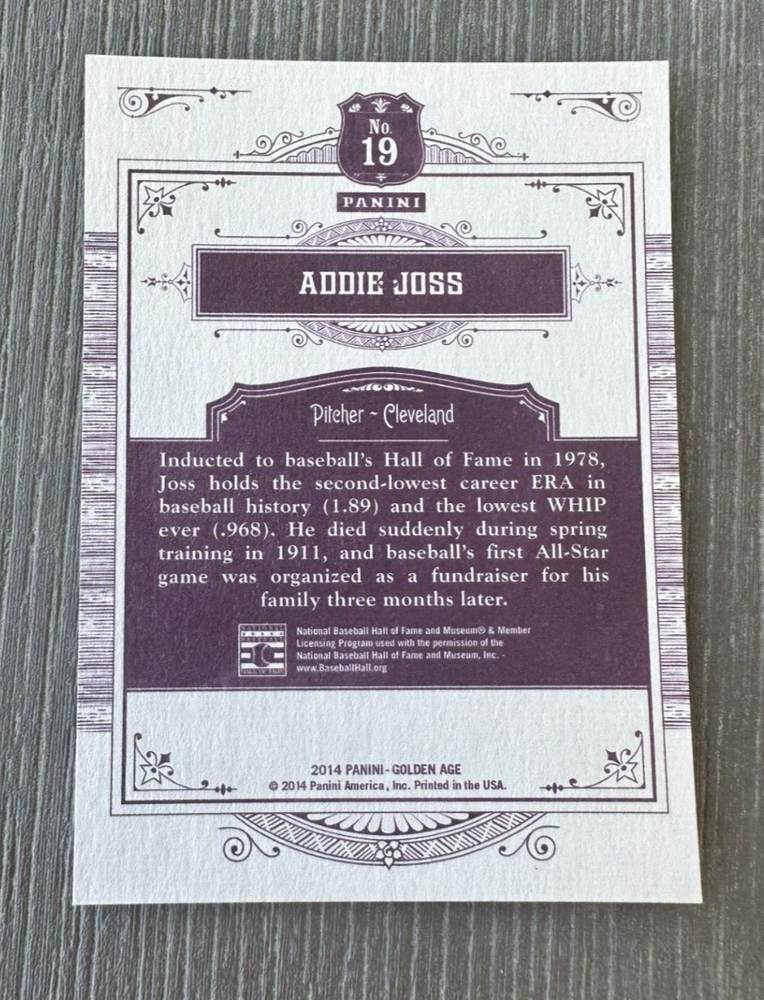 No.
19
PANINI
ADDIE JOSS
Pitcher ~ Cleveland
Inducted to baseball's Hall of Fame in 1978,
Joss holds the second-lowest career ERA in
baseball history (1.89) and the lowest WHIP
ever (.968). He died suddenly during spring
training in 1911, and baseball's first All-Star
game was organized as a fundraiser for his
family three months later.
NATIONAL
BASEBALL
HALL OF FAME
National Baseball Hall of Fame and Museum® & Member
Licensing Program used with the permission of the
National Baseball Hall of Fame and Museum, Inc. -
www.BaseballHall.org
2014 PANINI - GOLDEN AGE
© 2014 Panini America, Inc. Printed in the USA.